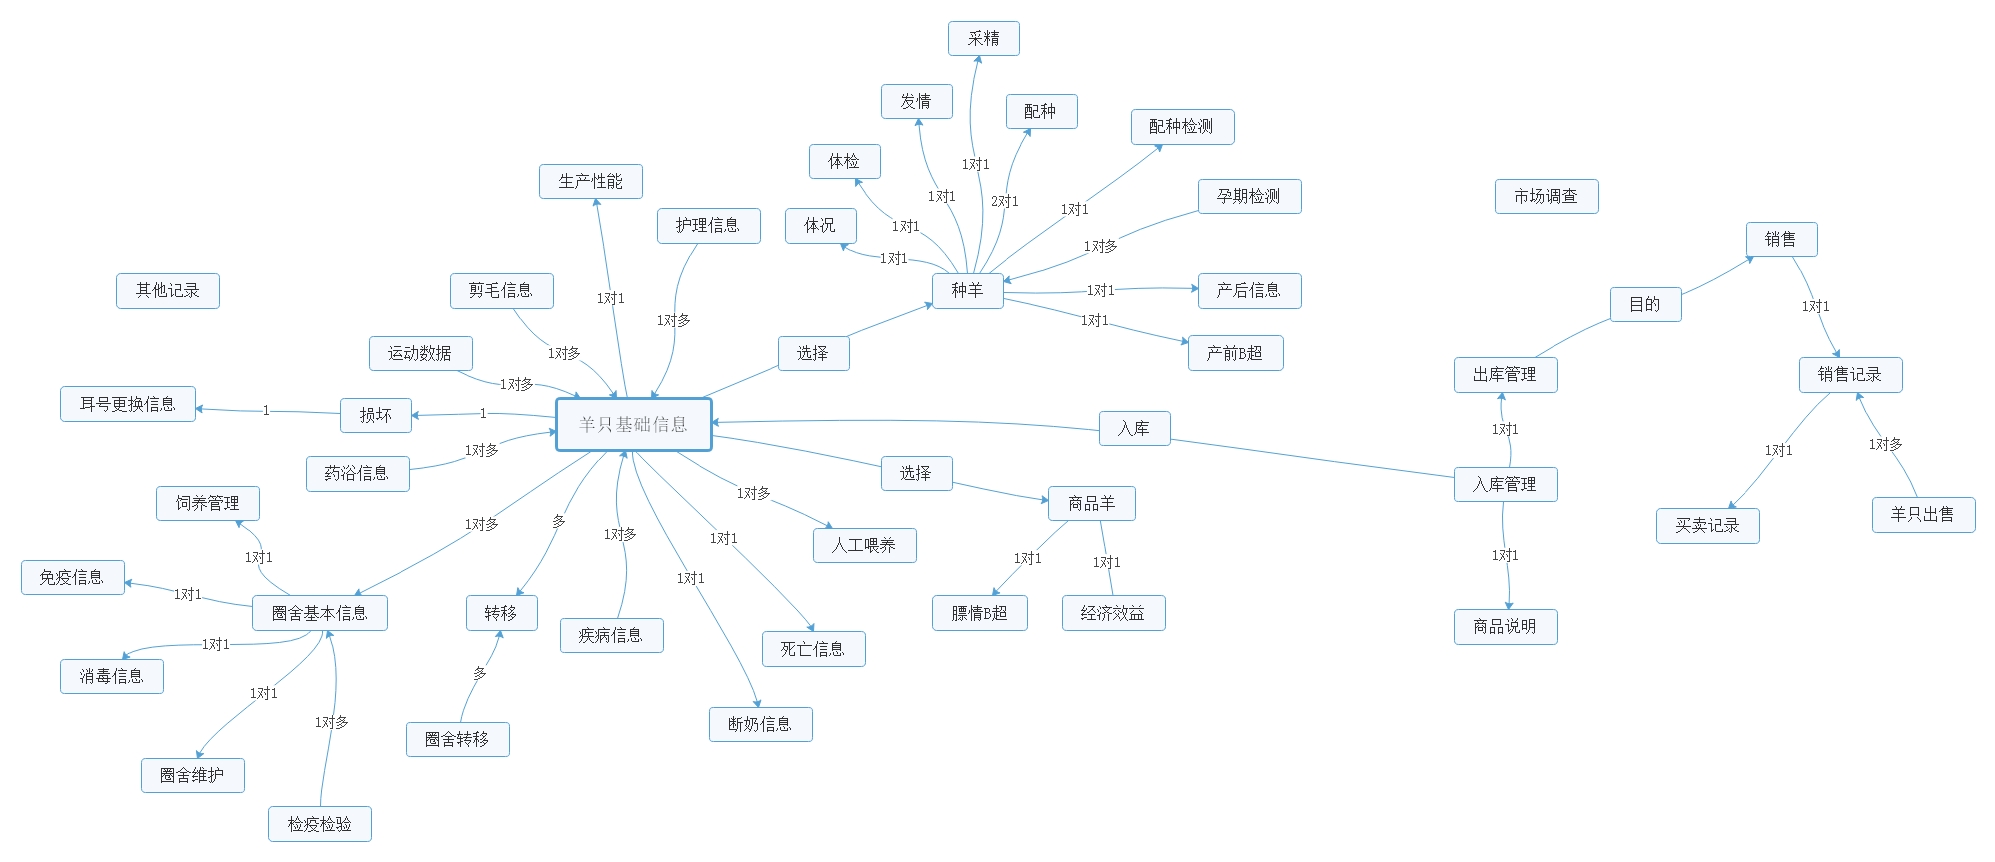 采精
发情
配种
配种检测
体检
生产性能
孕期检测
市场调查
护理信息
体况
销售
1对1
1对1
2对1
1对1
1对1
1对多
1对1
种羊
产后信息
1对1
产前B超
1对1
其他记录
剪毛信息
1对1
1对多
目的
1对1
运动数据
1对多
选择
出库管理
销售记录
1对多
耳号更换信息
1
损坏
1
羊只基础信息
入库
1对1
1对多
1对1
药浴信息
1对多
选择
入库管理
饲养管理
1对多
商品羊
买卖记录
羊只出售
1对多
多
1对多
1对1
人工喂养
1对1
1对1
1对1
1对1
免疫信息
1对1
1对1
圈舍基本信息
转移
疾病信息
膘情B超
经济效益
商品说明
1对1
死亡信息
消毒信息
多
1对1
1对多
断奶信息
圈舍转移
圈舍维护
检疫检验